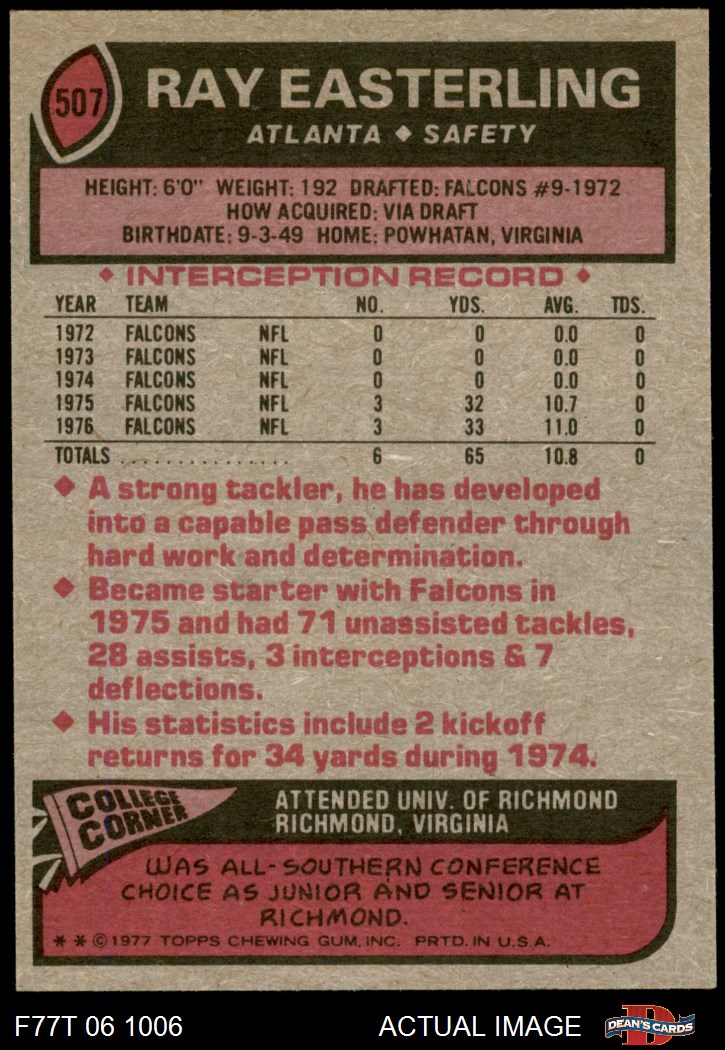 507
RAY EASTERLING
ATLANTA ◆ SAFETY
HEIGHT: 6'0" WEIGHT: 192 DRAFTED: FALCONS #9-1972
HOW ACQUIRED: VIA DRAFT
BIRTHDATE: 9-3-49 HOME: POWHATAN, VIRGINIA
◆ INTERCEPTION RECORD ◆
YEAR TEAM NO. YDS. AVG. TDS.
1972 FALCONS NFL 0 0 0.0 0
1973 FALCONS NFL 0 0 0.0 0
1974 FALCONS NFL 0 0 0.0 0
1975 FALCONS NFL 3 32 10.7 0
1976 FALCONS NFL 3 33 11.0 0
TOTALS ................ 6 65 10.8 0
◆ A strong tackler, he has developed
into a capable pass defender through
hard work and determination.
◆ Became starter with Falcons in
1975 and had 71 unassisted tackles,
28 assists, 3 interceptions & 7
deflections.
◆ His statistics include 2 kickoff
returns for 34 yards during 1974.
COLLEGE
CORNER
ATTENDED UNIV. OF RICHMOND
RICHMOND, VIRGINIA
WAS ALL-SOUTHERN CONFERENCE
CHOICE AS JUNIOR AND SENIOR AT
RICHMOND.
* * © 1977 TOPPS CHEWING GUM, INC. PRTD. IN U.S.A.
F77T 06 1006 ACTUAL IMAGE
D
DEAN'S CARDS